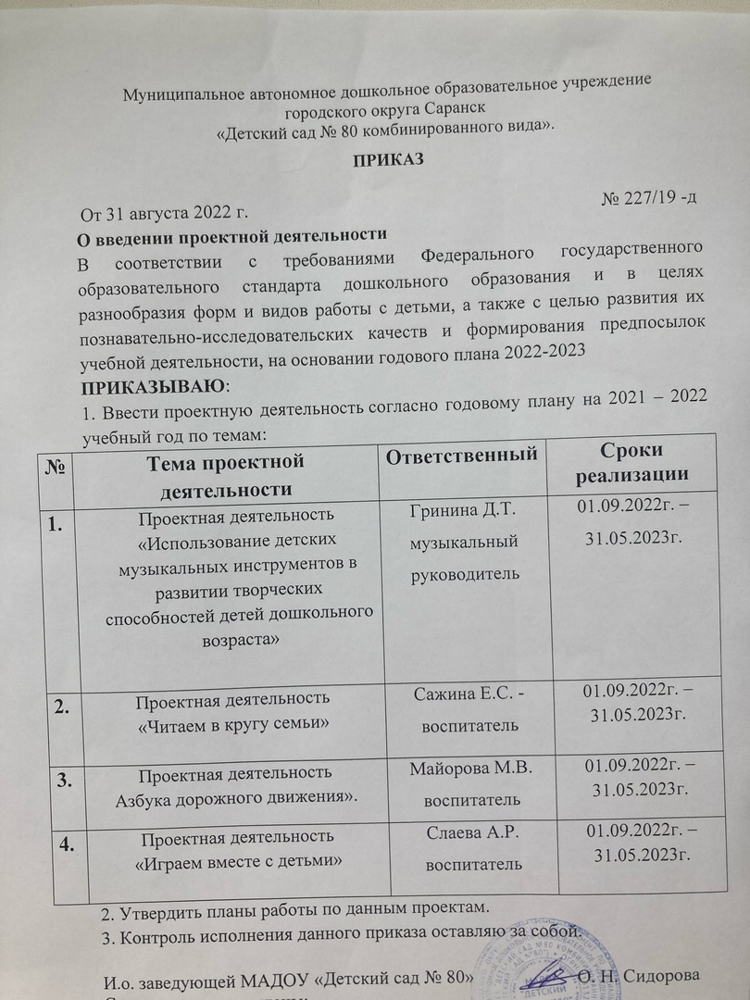 Муниципальное автономное дошкольное образовательное учреждение
городского округа Саранск
«Детский сад № 80 комбинированного вида».
ПРИКАЗ
От 31 августа 2022 г.
№ 227/19 -д
О введении проектной деятельности
В соответствии с требованиями Федерального государственного
образовательного стандарта дошкольного образования и в целях
разнообразия форм и видов работы с детьми, а также с целью развития их
познавательно-исследовательских качеств и формирования предпосылок
учебной деятельности, на основании годового плана 2022-2023
ПРИКАЗЫВАЮ:
1. Ввести проектную деятельность согласно годовому плану на 2021 – 2022
учебный год по темам:
№
Тема проектной
деятельности
Ответственный
Сроки
реализации
1.
Проектная деятельность
«Использование детских
музыкальных инструментов в
развитии творческих
способностей детей дошкольного
возраста»
Гринина Д.Т.
музыкальный
руководитель
01.09.2022г. –
31.05.2023г.
2.
Проектная деятельность
«Читаем в кругу семьи»
Сажина Е.С. -
воспитатель
01.09.2022г. –
31.05.2023г.
3.
Проектная деятельность
Азбука дорожного движения».
Майорова М.В.
воспитатель
01.09.2022г. –
31.05.2023г.
4.
Проектная деятельность
«Играем вместе с детьми»
Слаева А.Р.
воспитатель
01.09.2022г. –
31.05.2023г.
2. Утвердить планы работы по данным проектам.
3. Контроль исполнения данного приказа оставляю за собой.
И.о. заведующей МАДОУ «Детский сад № 80»
О. Н. Сидорова
ДЕТСКИЙ